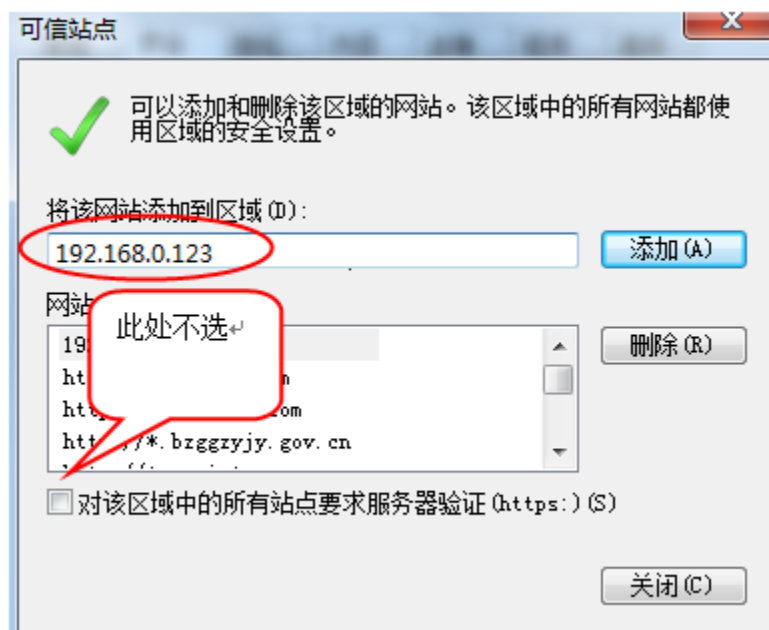 可信站点
可以添加和删除该区域的网站。该区域中的所有网站都使
用区域的安全设置。
将该网站添加到区域(D):
192.168.0.123
添加(A)
网站
此处不选
删除(R)
*.bzggzyjy.gov.cn
对该区域中的所有站点要求服务器验证(https:)(S)
关闭(C)